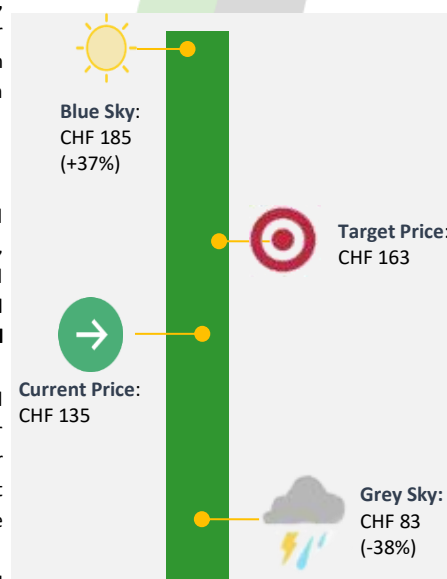 Blue Sky:
CHF 185
(+37%)
Target Price:
CHF 163
Current Price:
CHF 135
Grey Sky:
CHF 83
(-38%)